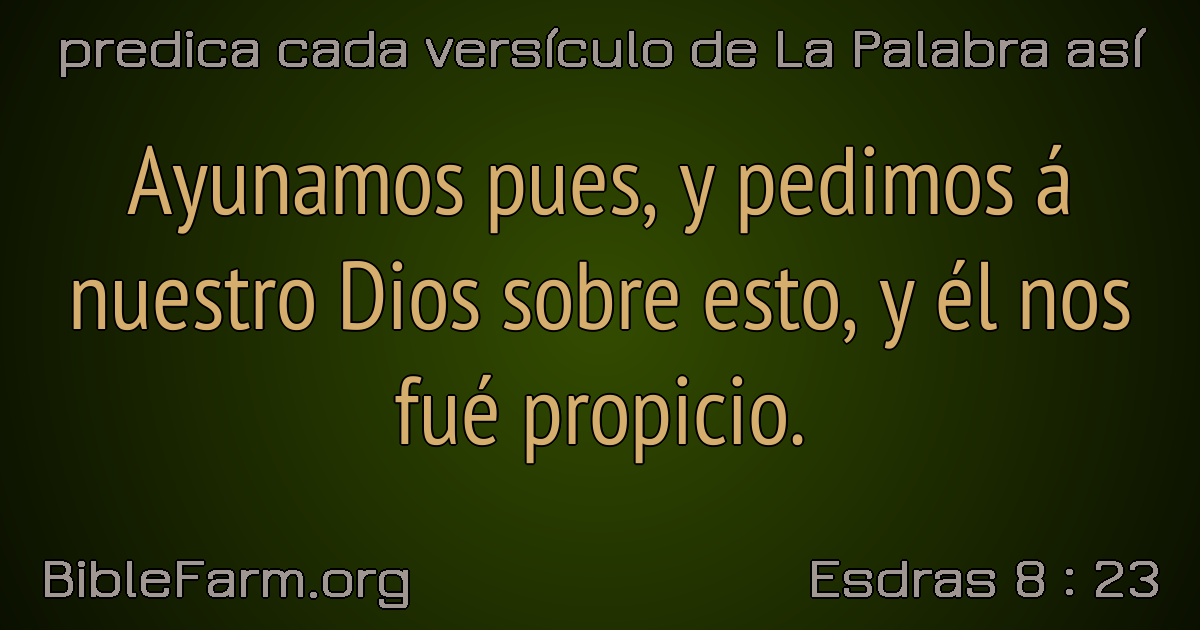 predica cada versículo de La Palabra así
Ayunamos pues, y pedimos á
nuestro Dios sobre esto, y él nos
fué propicio.
BibleFarm.org
Esdras 8 : 23